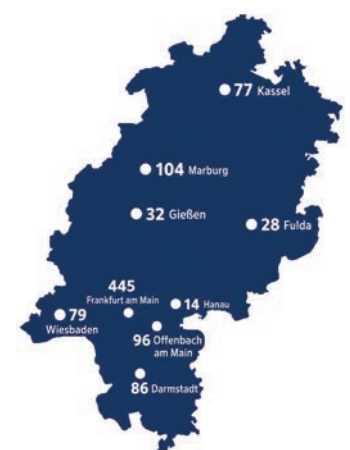 77 Kassel
104 Marburg
32 Gießen
28 Fulda
445
Frankfurt am Main
14 Hanau
79
Wiesbaden
96 Offenbach
am Main
86 Darmstadt